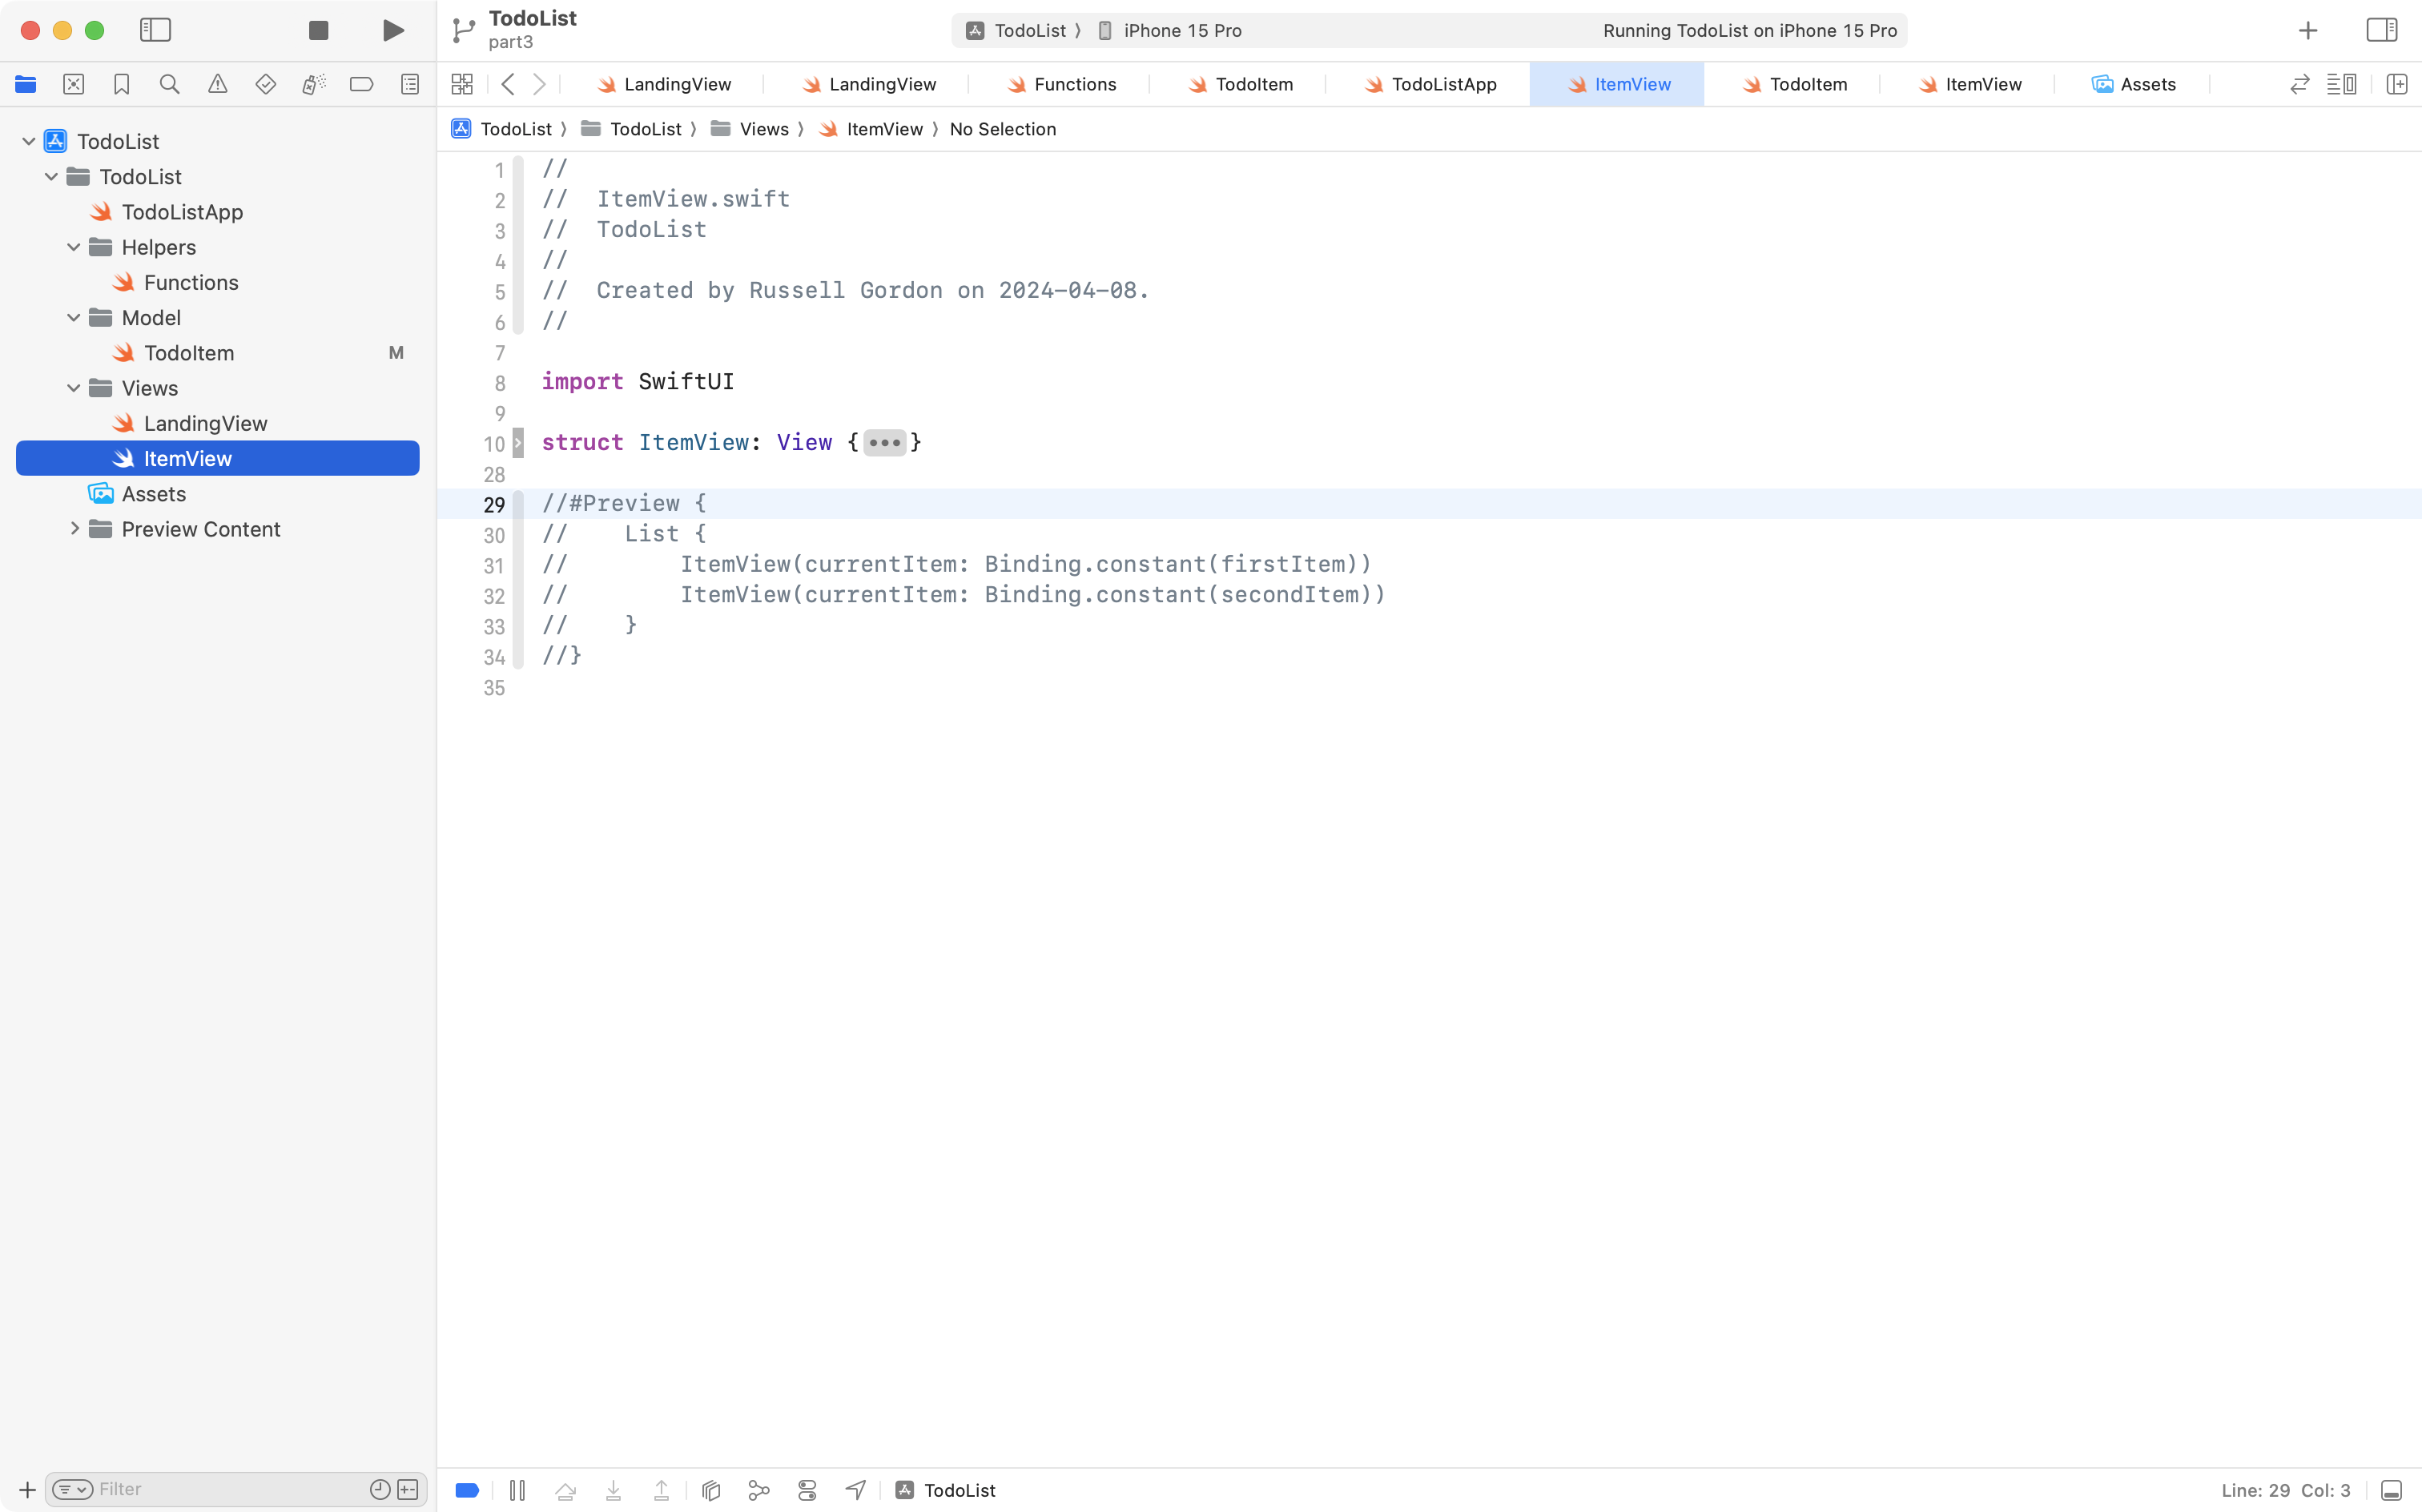 TodoList
part3
TodoList 〉 iPhone 15 Pro
Running TodoList on iPhone 15 Pro
LandingView
LandingView
Functions
TodoItem
TodoListApp
ItemView
TodoItem
ItemView
Assets
TodoList 〉 TodoList 〉 Views 〉 ItemView 〉 No Selection
TodoList
TodoList
TodoListApp
Helpers
Functions
Model
TodoItem M
Views
LandingView
ItemView
Assets
Preview Content
1 //
2 //  ItemView.swift
3 //  TodoList
4 //
5 //  Created by Russell Gordon on 2024-04-08.
6 //
7
8 import SwiftUI
9
10 struct ItemView: View {•••}
28
29 //#Preview {
30 //    List {
31 //        ItemView(currentItem: Binding.constant(firstItem))
32 //        ItemView(currentItem: Binding.constant(secondItem))
33 //    }
34 //}
35
Filter
TodoList
Line: 29 Col: 3